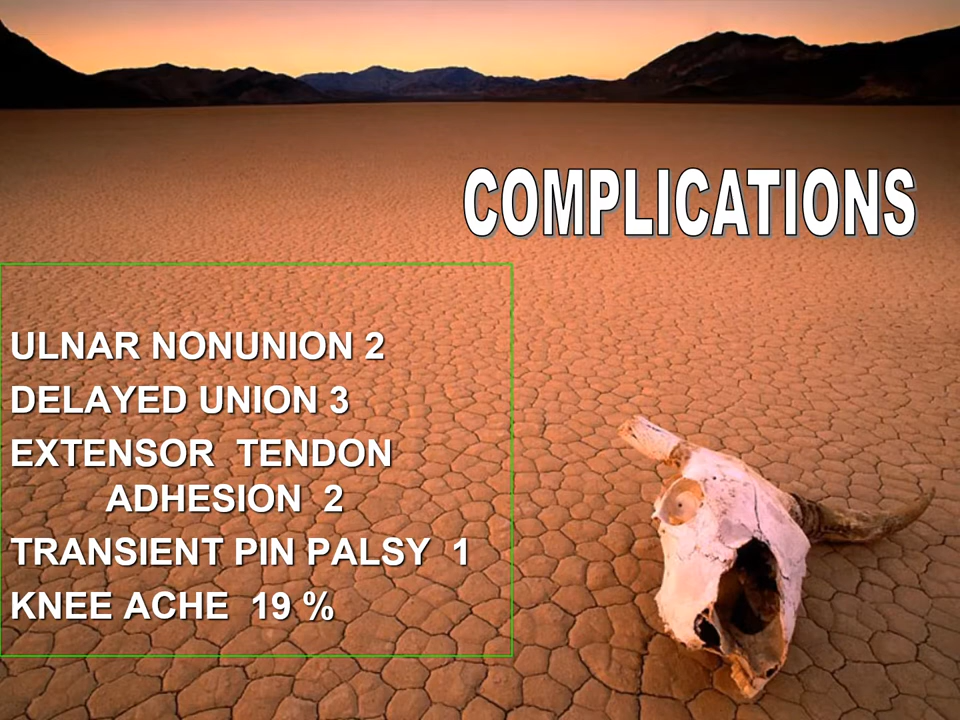 COMPLICATIONS
ULNAR NONUNION 2
DELAYED UNION 3
EXTENSOR TENDON
ADHESION 2
TRANSIENT PIN PALSY 1
KNEE ACHE 19 %